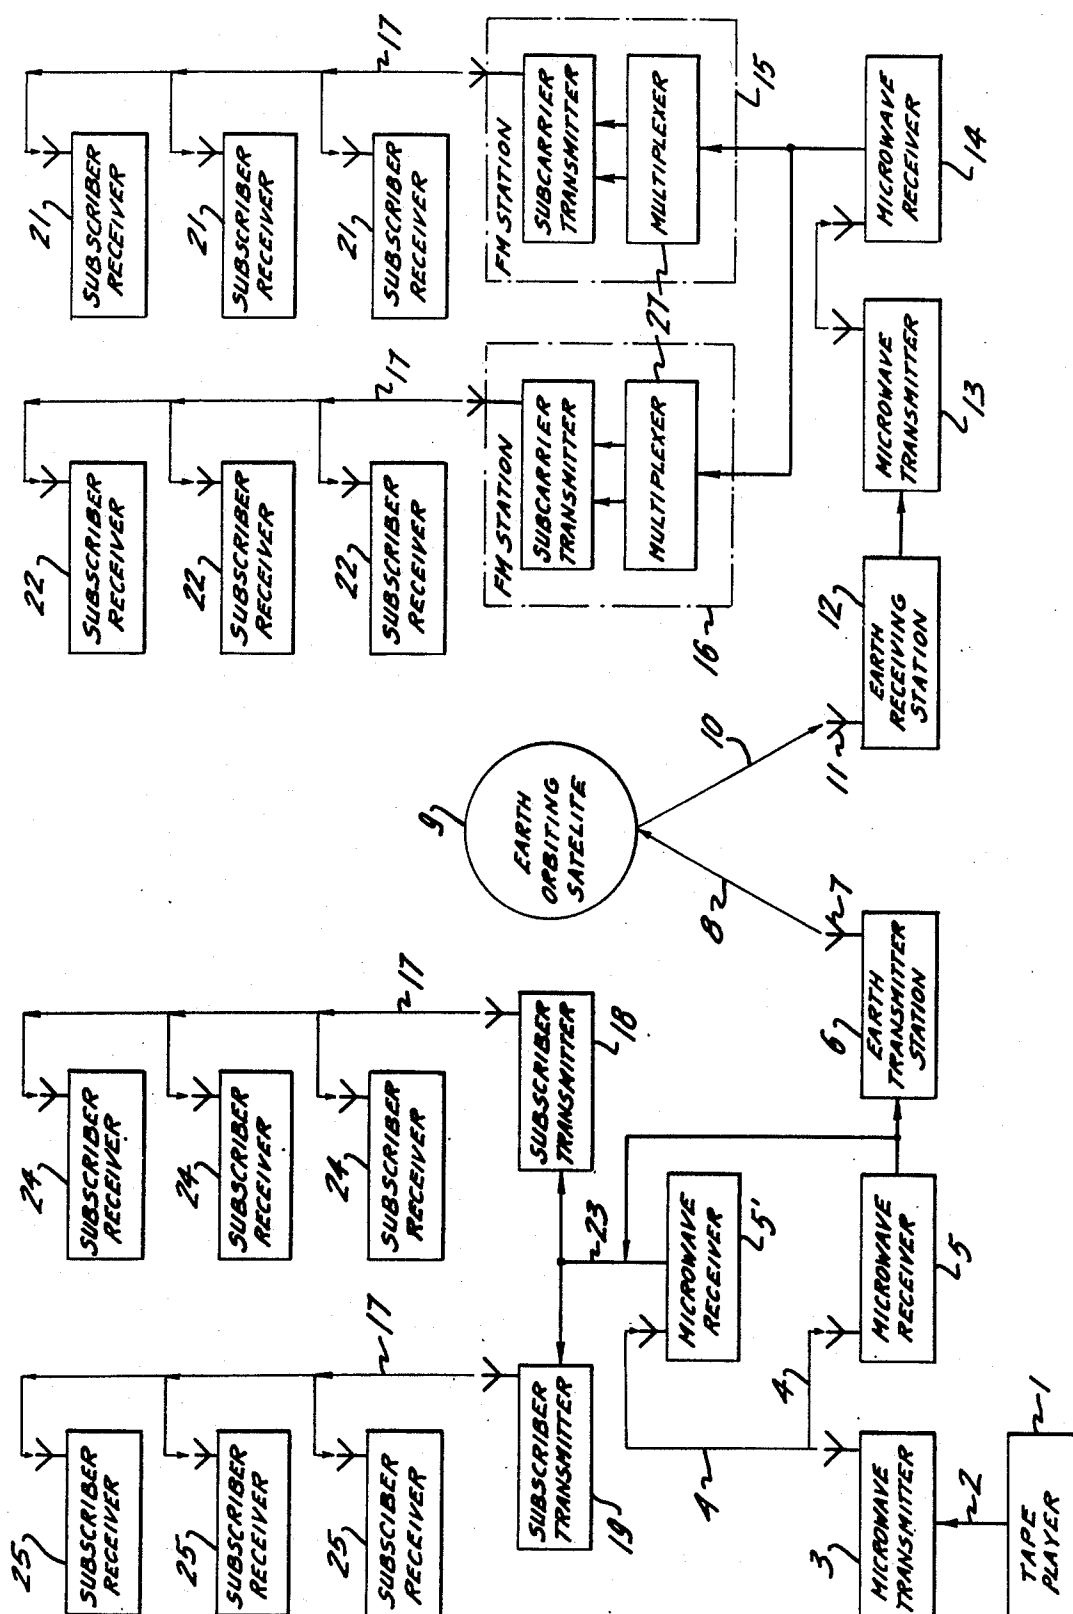 25
SUBSCRIBER
RECEIVER
24
SUBSCRIBER
RECEIVER
22
SUBSCRIBER
RECEIVER
21
SUBSCRIBER
RECEIVER
25
SUBSCRIBER
RECEIVER
24
SUBSCRIBER
RECEIVER
22
SUBSCRIBER
RECEIVER
21
SUBSCRIBER
RECEIVER
25
SUBSCIBER
RECEIVER
17
24
SUBSCRIBER
RECEIVER
17
22
SUBSCRIBER
RECEIVER
17
21
SUBSCRIBER
RECEIVER
17
19
SUBSCRIBER
TRANSMITTER
SUBSCRIBER
TRANSMITTER
18
23
9
EARTH
ORBITING
SATELITE
FM STATION
SUBCARRIER
TRANSMITTER
MULTIPLEXER
16
27
FM STATION
SUBCARRIER
TRANSMITTER
MULTIPLEXER
15
4
MICROWAVE
RECEIVER
5'
8
10
4
3
MICROWAVE
TRANSMITTER
MICROWAVE
RECEIVER
5
6
EARTH
TRANSMITTER
STATION
7
11
12
EARTH
RECEIVING
STATION
MICROWAVE
TRANSMITTER
13
MICROWAVE
RECEIVER
14
2
TAPE
PLAYER
1